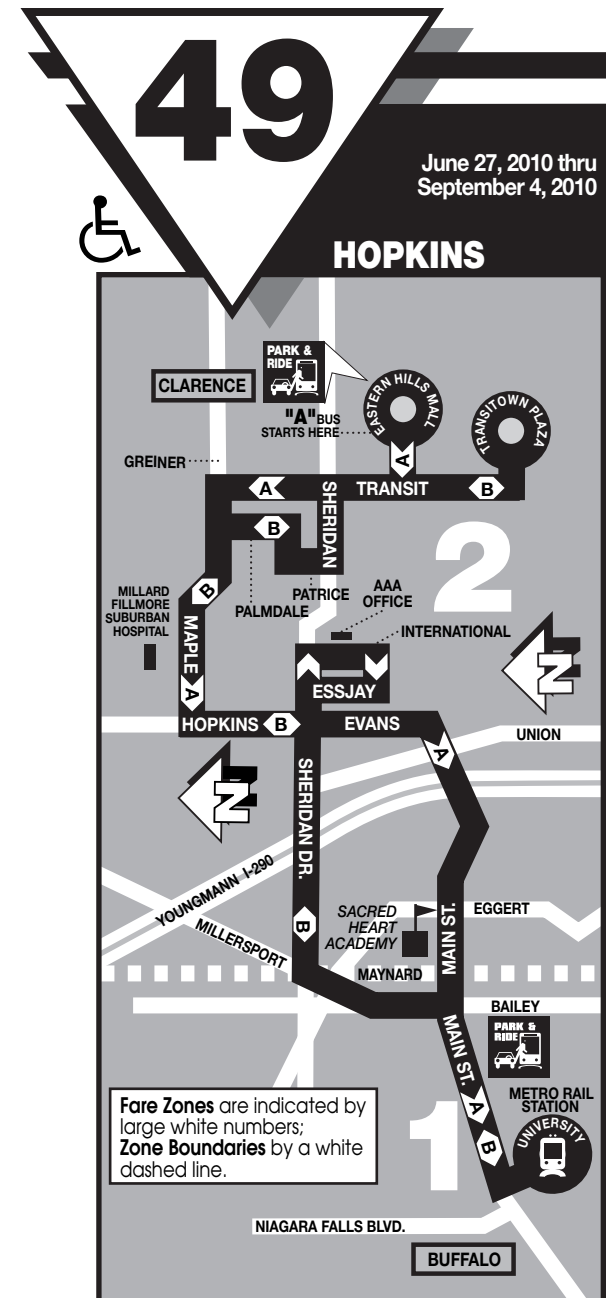 49
June 27, 2010 thru
September 4, 2010
HOPKINS
PARK &
RIDE
CLARENCE
"A" BUS
STARTS HERE
EASTERN HILLS MALL
TRANSITOWN PLAZA
GREINER
A
A
TRANSIT
B
SHERIDAN
B
2
B
PALMDALE
PATRICE
AAA
OFFICE
MILLARD
FILLMORE
SUBURBAN
HOSPITAL
MAPLE
INTERNATIONAL
N
A
ESSJAY
HOPKINS
B
EVANS
UNION
A
N
SHERIDAN DR.
YOUNGMANN I-290
MILLERSPORT
B
SACRED
HEART
ACADEMY
MAIN ST.
EGGERT
MAYNARD
BAILEY
PARK &
RIDE
MAIN ST.
METRO RAIL
STATION
UNIVERSITY
A
B
1
Fare Zones are indicated by
large white numbers;
Zone Boundaries by a white
dashed line.
NIAGARA FALLS BLVD.
BUFFALO